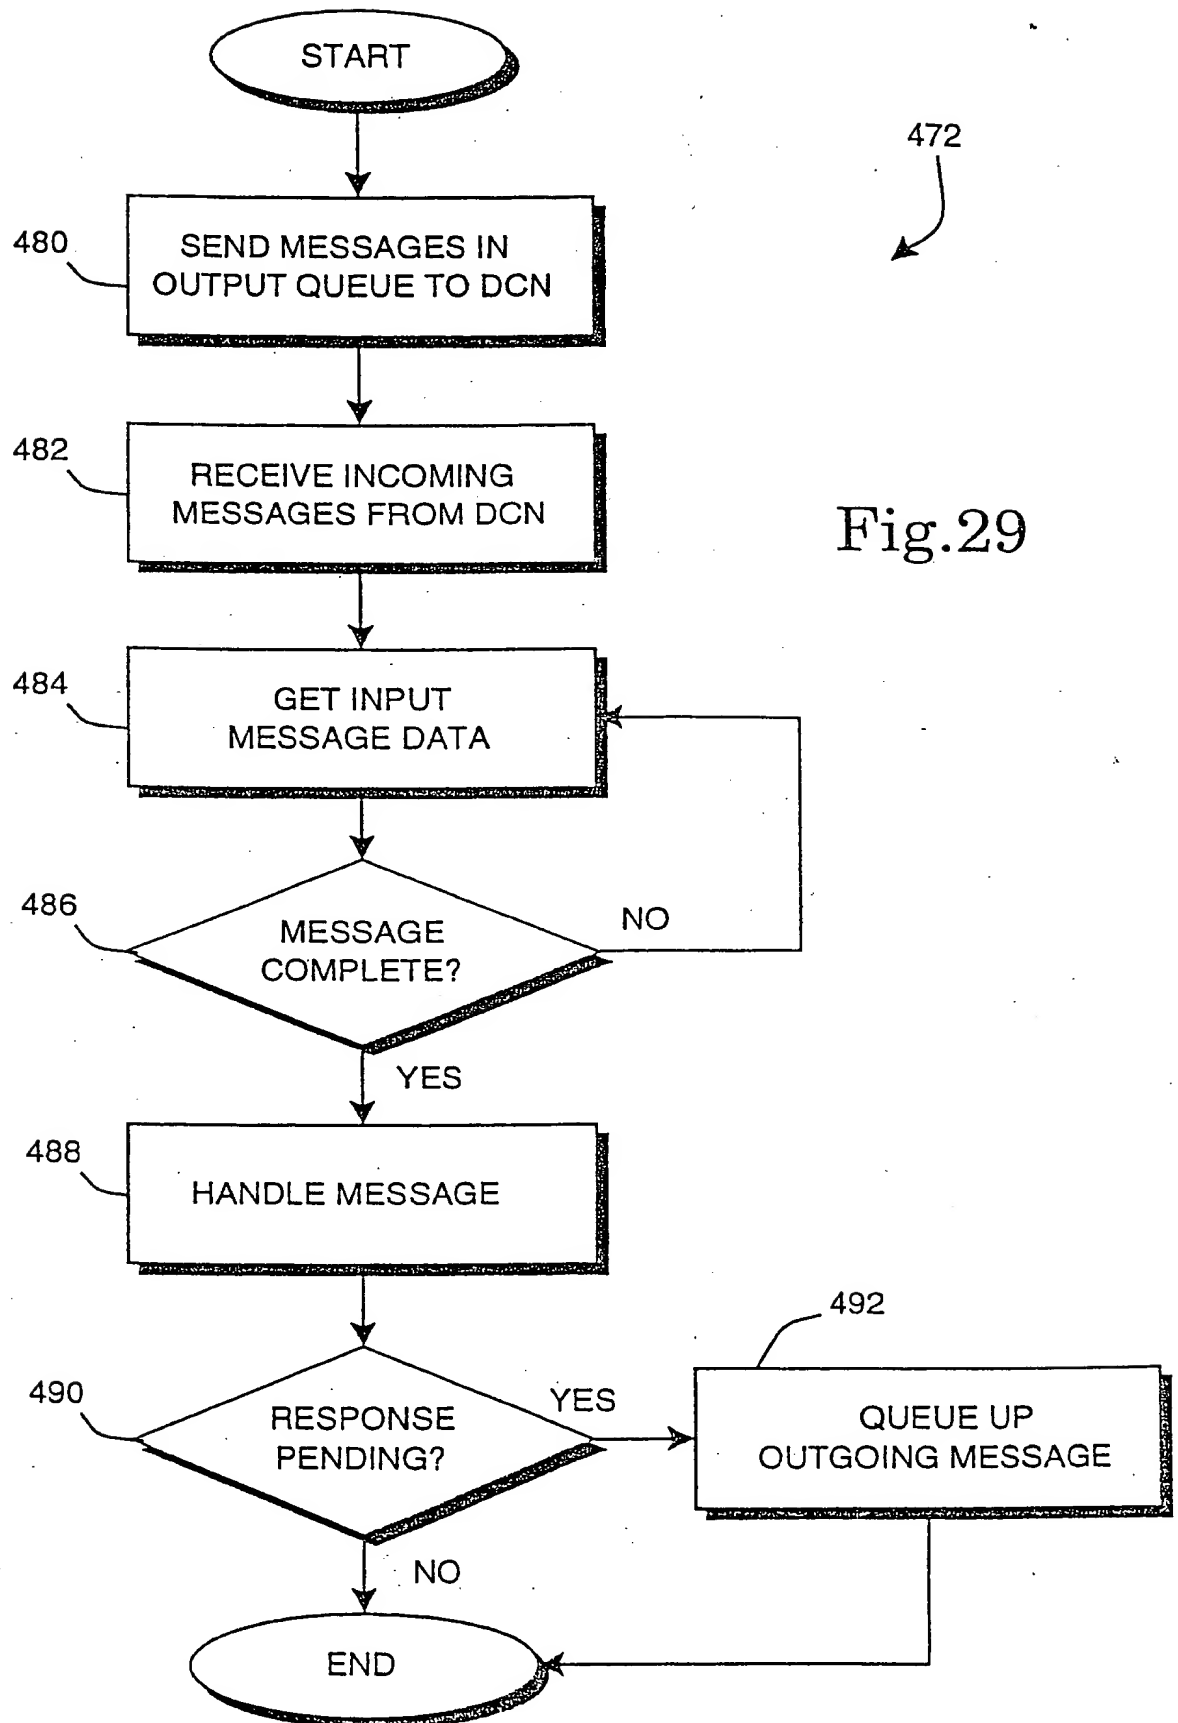 START
472
480
SEND MESSAGES IN
OUTPUT QUEUE TO DCN
482
RECEIVE INCOMING
MESSAGES FROM DCN
Fig.29
484
GET INPUT
MESSAGE DATA
486
MESSAGE
COMPLETE?
NO
YES
488
HANDLE MESSAGE
492
490
RESPONSE
PENDING?
YES
QUEUE UP
OUTGOING MESSAGE
NO
END